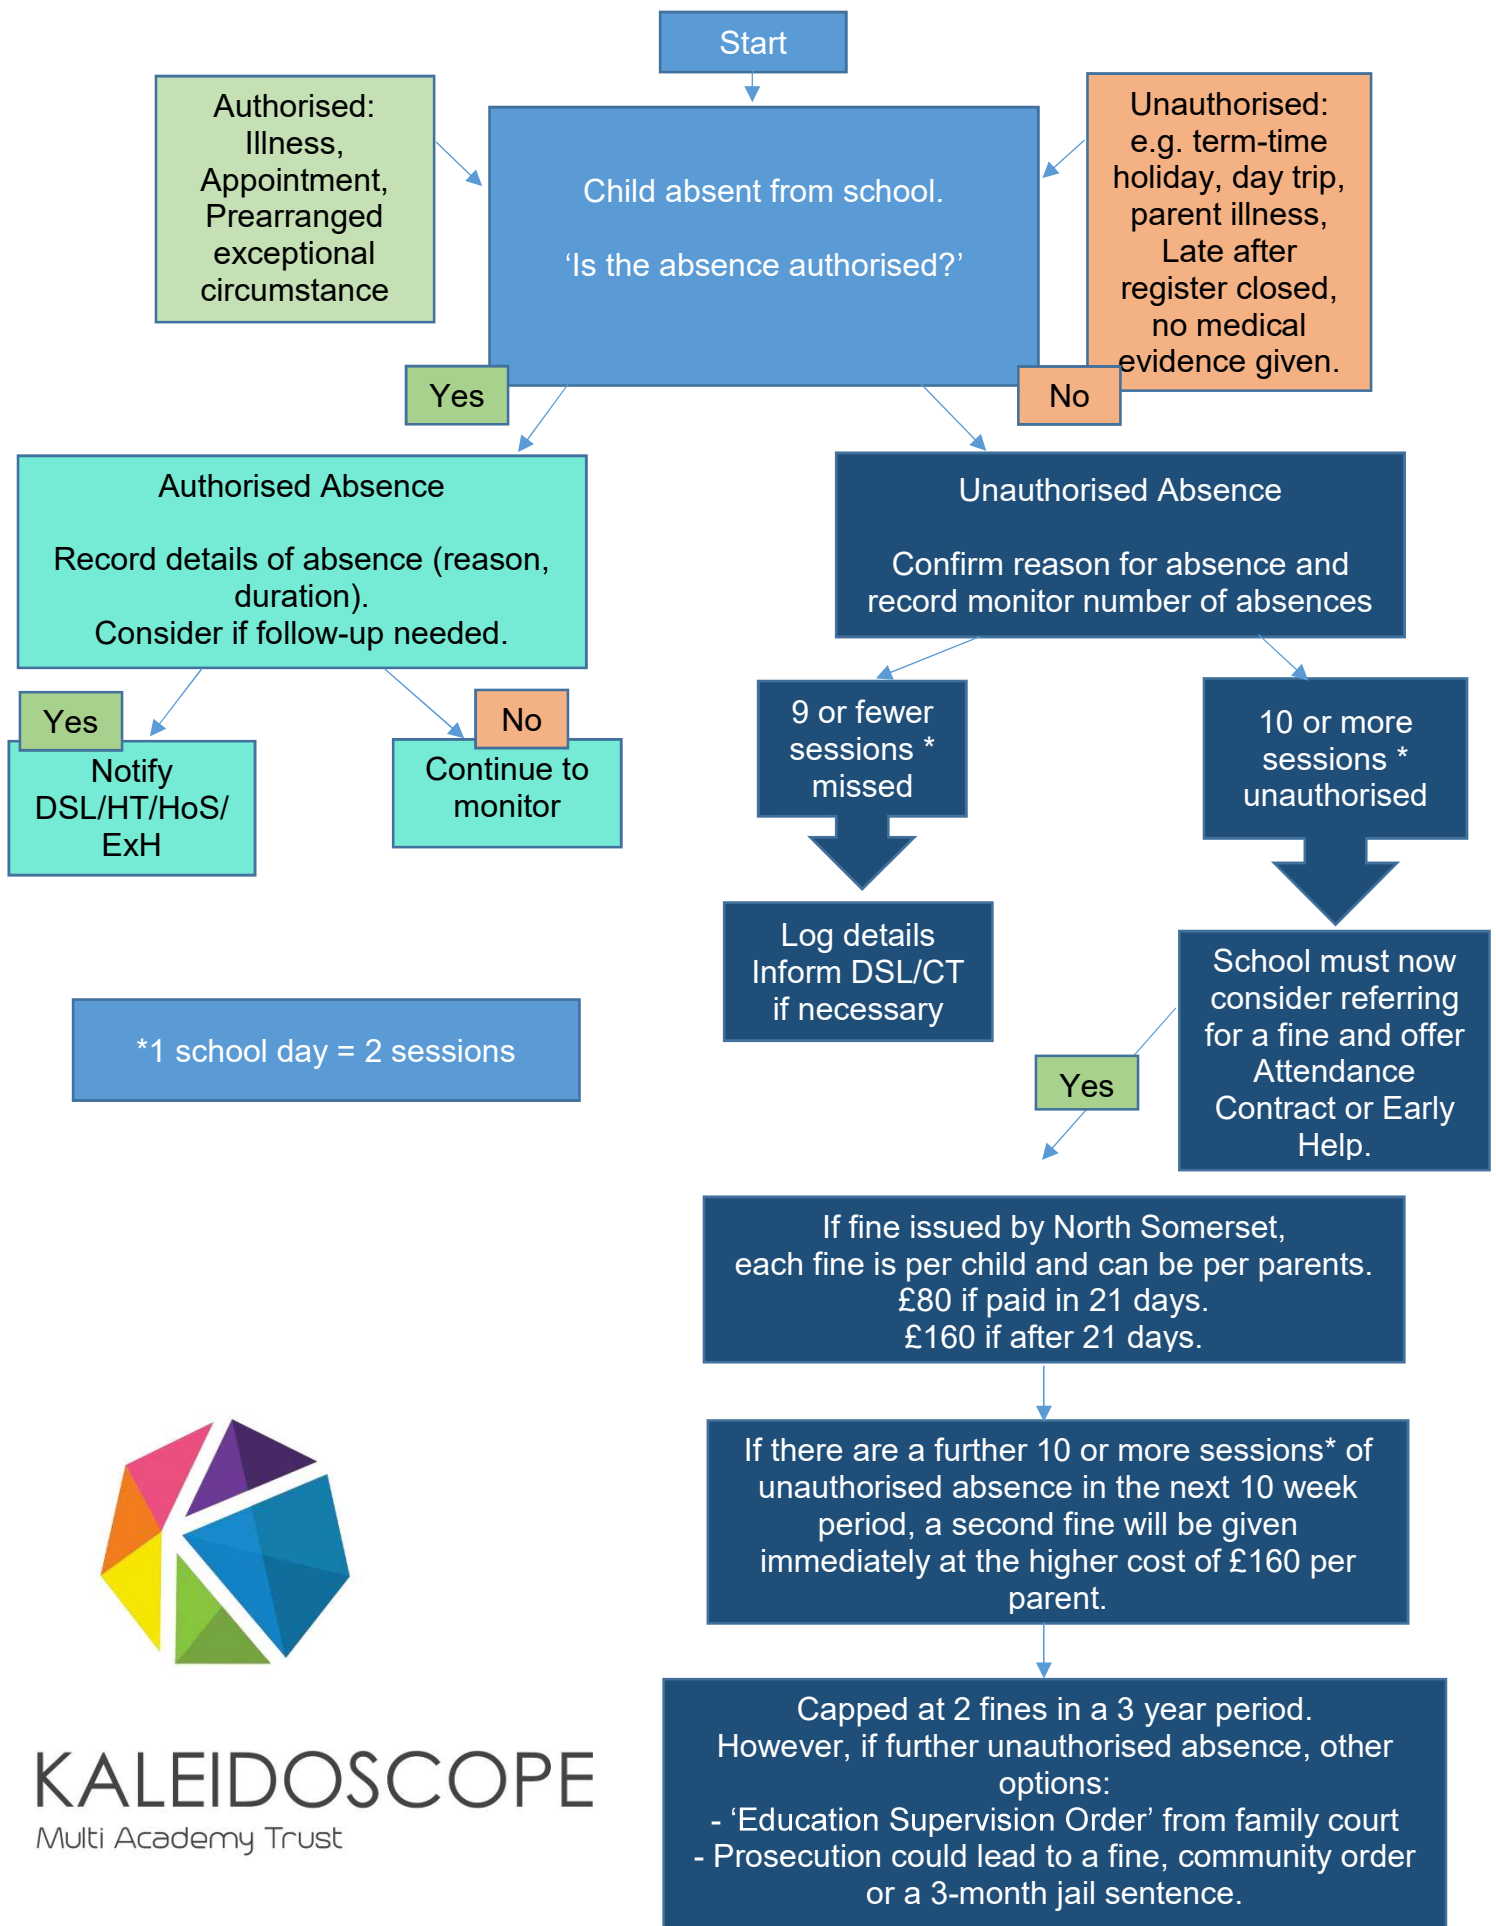 Start
Authorised:
Illness,
Appointment,
Prearranged
exceptional
circumstance
Child absent from school.
‘Is the absence authorised?’
Unauthorised:
e.g. term-time
holiday, day trip,
parent illness,
Late after
register closed,
no medical
evidence given.
Yes
No
Authorised Absence
Record details of absence (reason,
duration).
Consider if follow-up needed.
Unauthorised Absence
Confirm reason for absence and
record monitor number of absences
Yes
Notify
DSL/HT/HoS/
ExH
No
Continue to
monitor
9 or fewer
sessions *
missed
10 or more
sessions *
unauthorised
Log details
Inform DSL/CT
if necessary
School must now
consider referring
for a fine and offer
Attendance
Contract or Early
Help.
*1 school day = 2 sessions
Yes
If fine issued by North Somerset,
each fine is per child and can be per parents.
£80 if paid in 21 days.
£160 if after 21 days.
If there are a further 10 or more sessions* of
unauthorised absence in the next 10 week
period, a second fine will be given
immediately at the higher cost of £160 per
parent.
Capped at 2 fines in a 3 year period.
However, if further unauthorised absence, other
options:
- ‘Education Supervision Order’ from family court
- Prosecution could lead to a fine, community order
or a 3-month jail sentence.
KALEIDOSCOPE
Multi Academy Trust